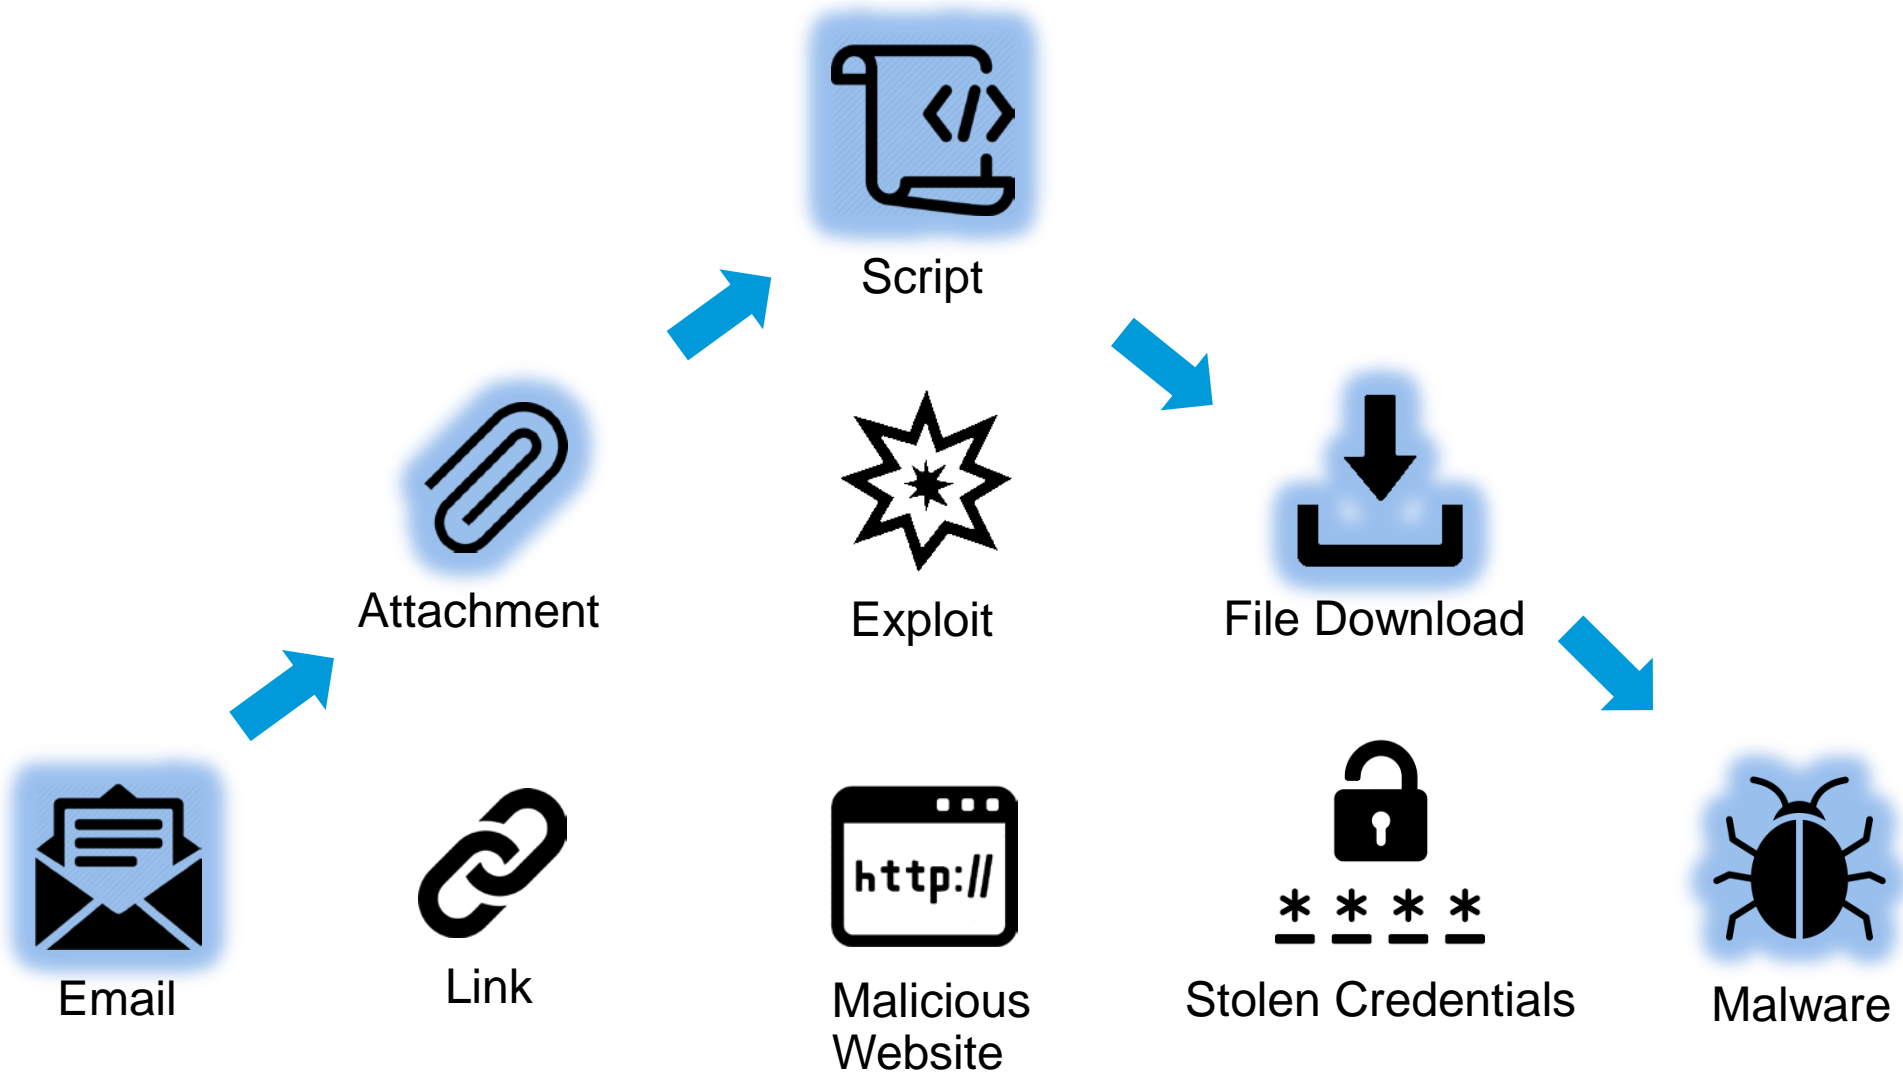 </>
Script
Attachment
Exploit
File Download
http://
* * * *
Email
Link
Malicious
Website
Stolen Credentials
Malware